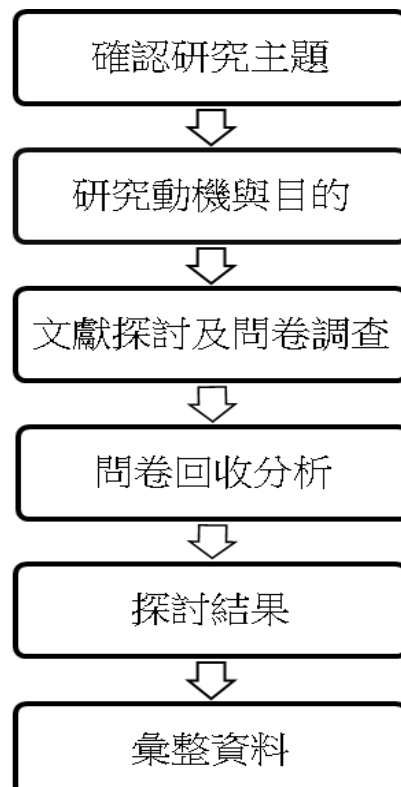 確認研究主題
研究動機與目的
文獻探討及問卷調查
問卷回收分析
探討結果
彙整資料